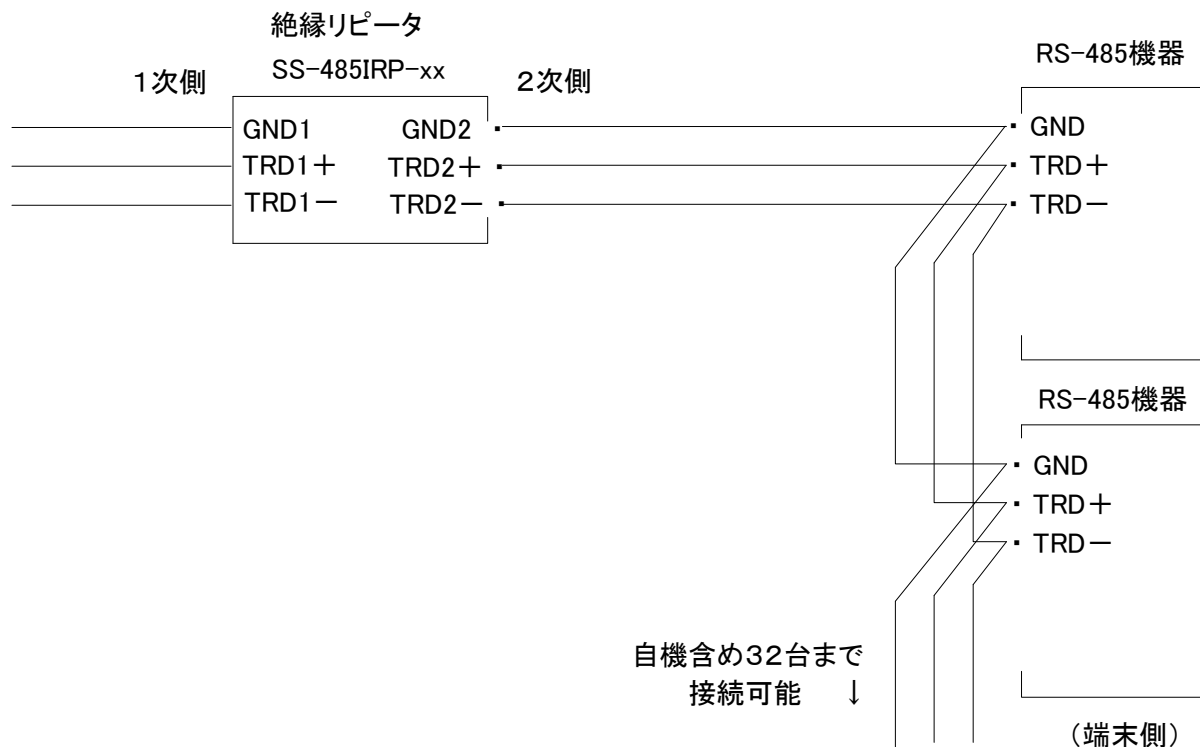 絶縁リピータ
SS-485IRP-xx
1次側
2次側
GND1
GND2
TRD1＋
TRD2＋
TRD1－
TRD2－
RS-485機器
GND
TRD＋
TRD－
RS-485機器
GND
TRD＋
TRD－
自機含め32台まで
接続可能 ↓
（端末側）